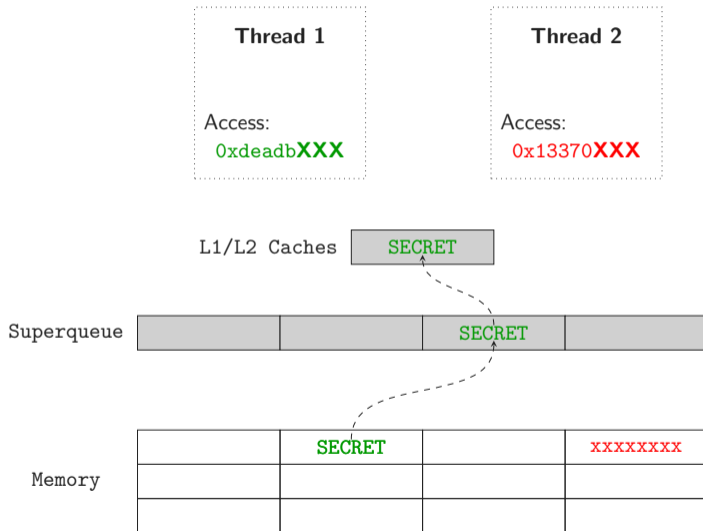 Thread 1
Thread 2
Access:
0xdeadbXXX
Access:
0x13370XXX
L1/L2 Caches
SECRET
Superqueue
SECRET
SECRET
xxxxxxxx
Memory